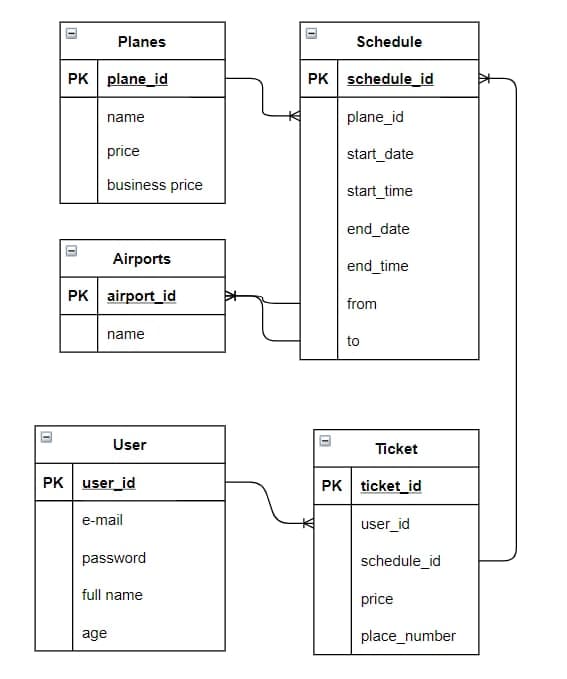 Planes
PK plane_id
name
price
business price
Schedule
PK schedule_id
plane_id
start_date
start_time
end_date
end_time
from
to
Airports
PK airport_id
name
User
PK user_id
e-mail
password
full name
age
Ticket
PK ticket_id
user_id
schedule_id
price
place_number